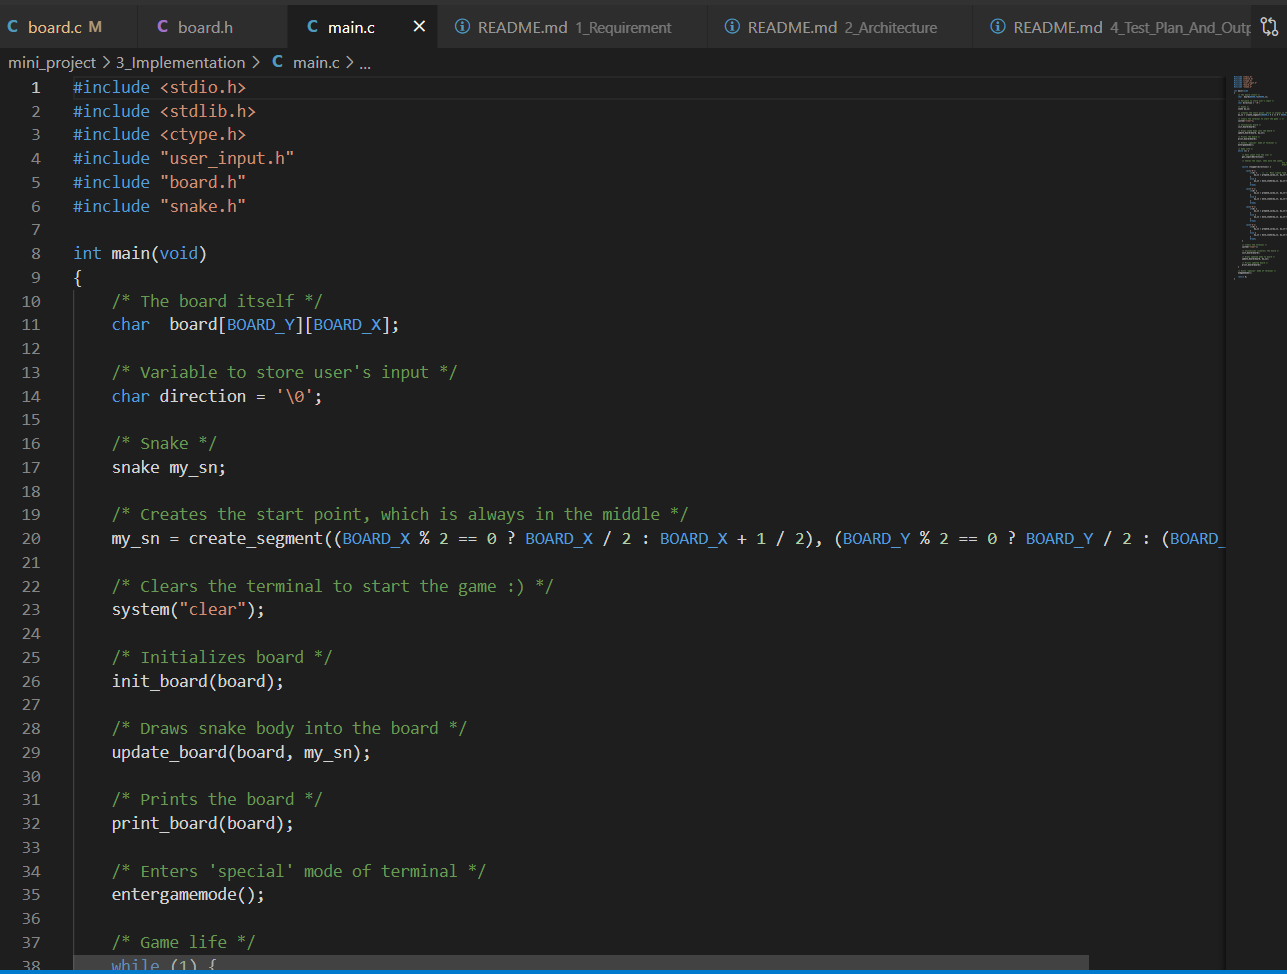 C board.c M C board.h C main.c × README.md 1_Requirement README.md 2_Architecture README.md 4_Test_Plan_And_Outp
mini_project > 3_Implementation > C main.c > ...
1 #include <stdio.h>
2 #include <stdlib.h>
3 #include <ctype.h>
4 #include "user_input.h"
5 #include "board.h"
6 #include "snake.h"
7
8 int main(void)
9 {
10 /* The board itself */
11 char  board[BOARD_Y][BOARD_X];
12
13 /* Variable to store user's input */
14 char direction = '\0';
15
16 /* Snake */
17 snake my_sn;
18
19 /* Creates the start point, which is always in the middle */
20 my_sn = create_segment((BOARD_X % 2 == 0 ? BOARD_X / 2 : BOARD_X + 1 / 2), (BOARD_Y % 2 == 0 ? BOARD_Y / 2 : (BOARD_
21
22 /* Clears the terminal to start the game :) */
23 system("clear");
24
25 /* Initializes board */
26 init_board(board);
27
28 /* Draws snake body into the board */
29 update_board(board, my_sn);
30
31 /* Prints the board */
32 print_board(board);
33
34 /* Enters 'special' mode of terminal */
35 entergamemode();
36
37 /* Game life */
38 while (1) {